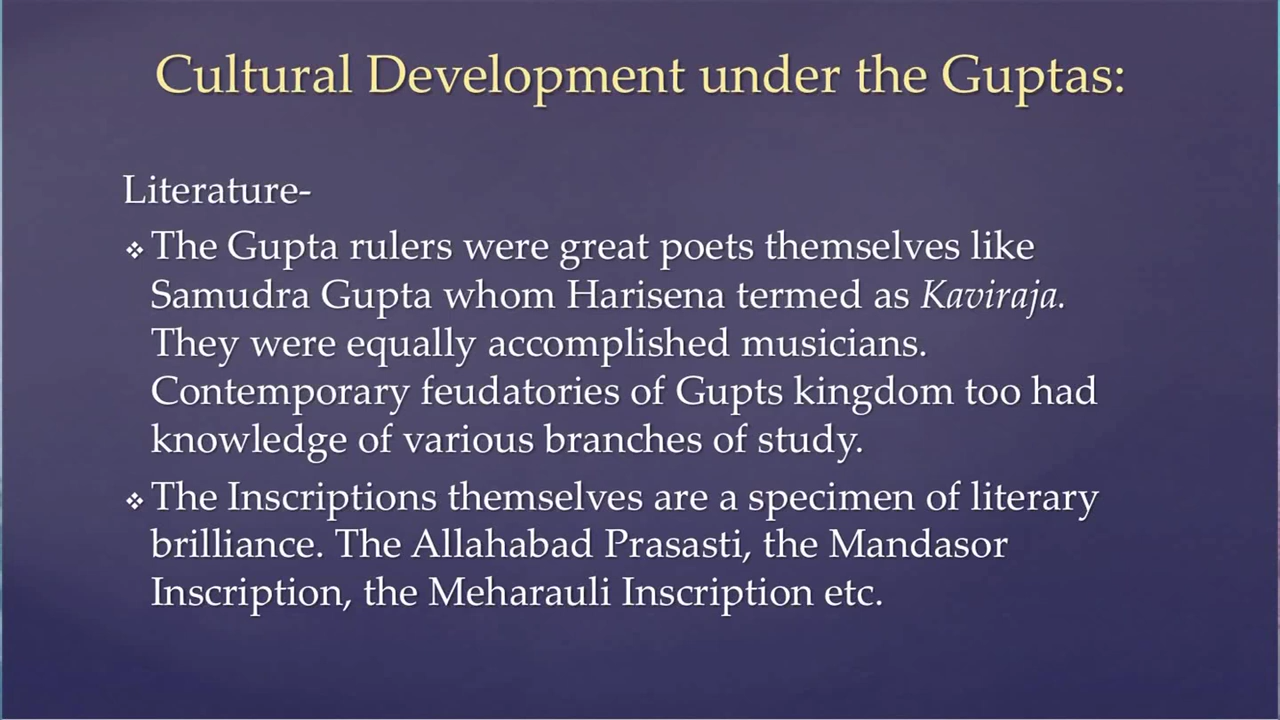 Cultural Development under the Guptas:
Literature-
❖ The Gupta rulers were great poets themselves like
Samudra Gupta whom Harisena termed as Kaviraja.
They were equally accomplished musicians.
Contemporary feudatories of Gupts kingdom too had
knowledge of various branches of study.
❖ The Inscriptions themselves are a specimen of literary
brilliance. The Allahabad Prasasti, the Mandasor
Inscription, the Meharauli Inscription etc.